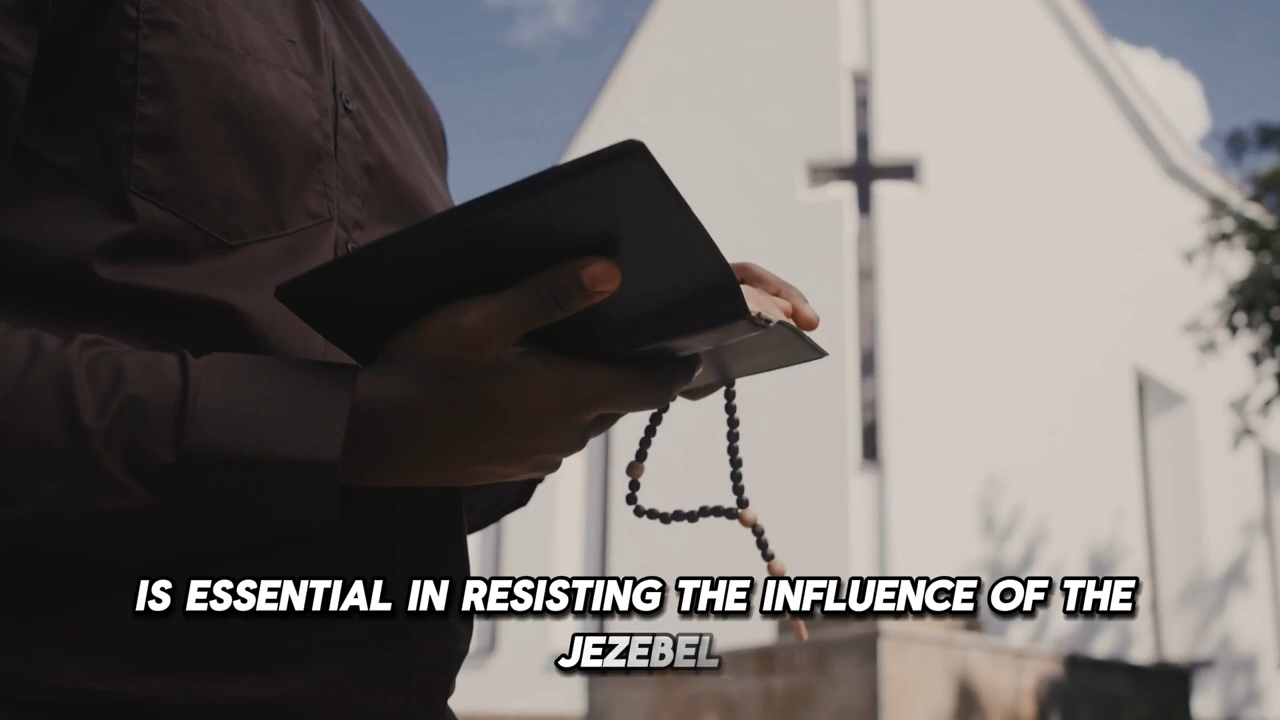 IS ESSENTIAL IN RESISTING THE INFLUENCE OF THE
JEZEBEL